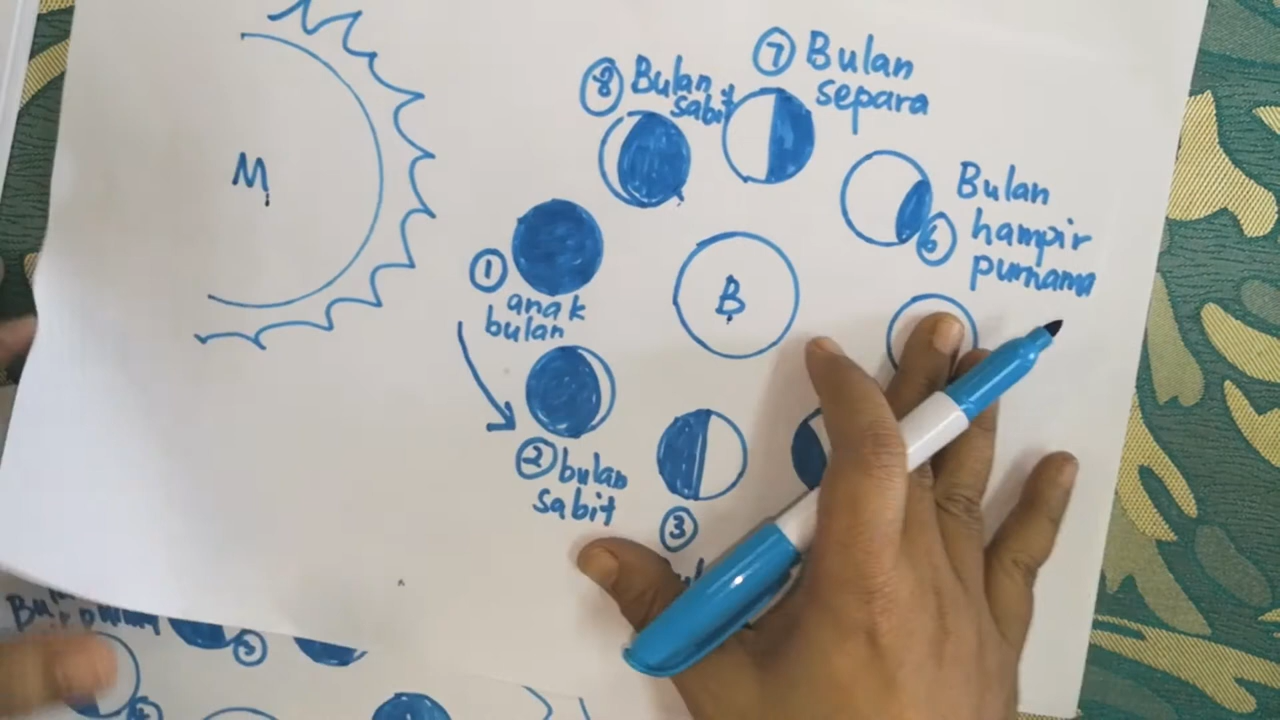 M
⑦ Bulan
separa
⑧ Bulan
sabit
Bulan
hampir
⑥
purnama
①
anak
bulan
B
② bulan
sabit
③